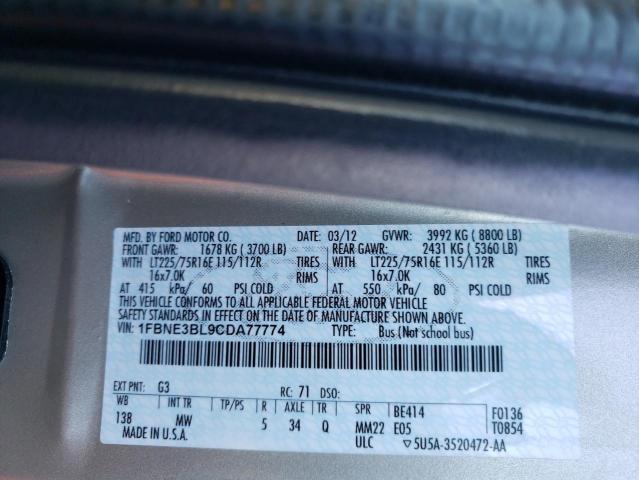 MFD. BY FORD MOTOR CO. DATE: 03/12 GVWR: 3992 KG ( 8800 LB)
FRONT GAWR: 1678 KG ( 3700 LB) REAR GAWR: 2431 KG ( 5360 LB)
WITH LT225/75R16E 115/112R TIRES WITH LT225/75R16E 115/112R TIRES
16x7.0K RIMS 16x7.0K RIMS
AT 415 kPa/ 60 PSI COLD AT 550 kPa/ 80 PSI COLD
THIS VEHICLE CONFORMS TO ALL APPLICABLE FEDERAL MOTOR VEHICLE
SAFETY STANDARDS IN EFFECT ON THE DATE OF MANUFACTURE SHOWN ABOVE.
VIN: 1FBNE3BL9CDA77774 TYPE: Bus (Not school bus)
EXT PNT: G3 RC: 71 DSO:
WB INT TR TP/PS R AXLE TR SPR BE414 F0136
138 MW 5 34 Q MM22 E05 T0854
MADE IN U.S.A. ULC ▽5U5A-3520472-AA